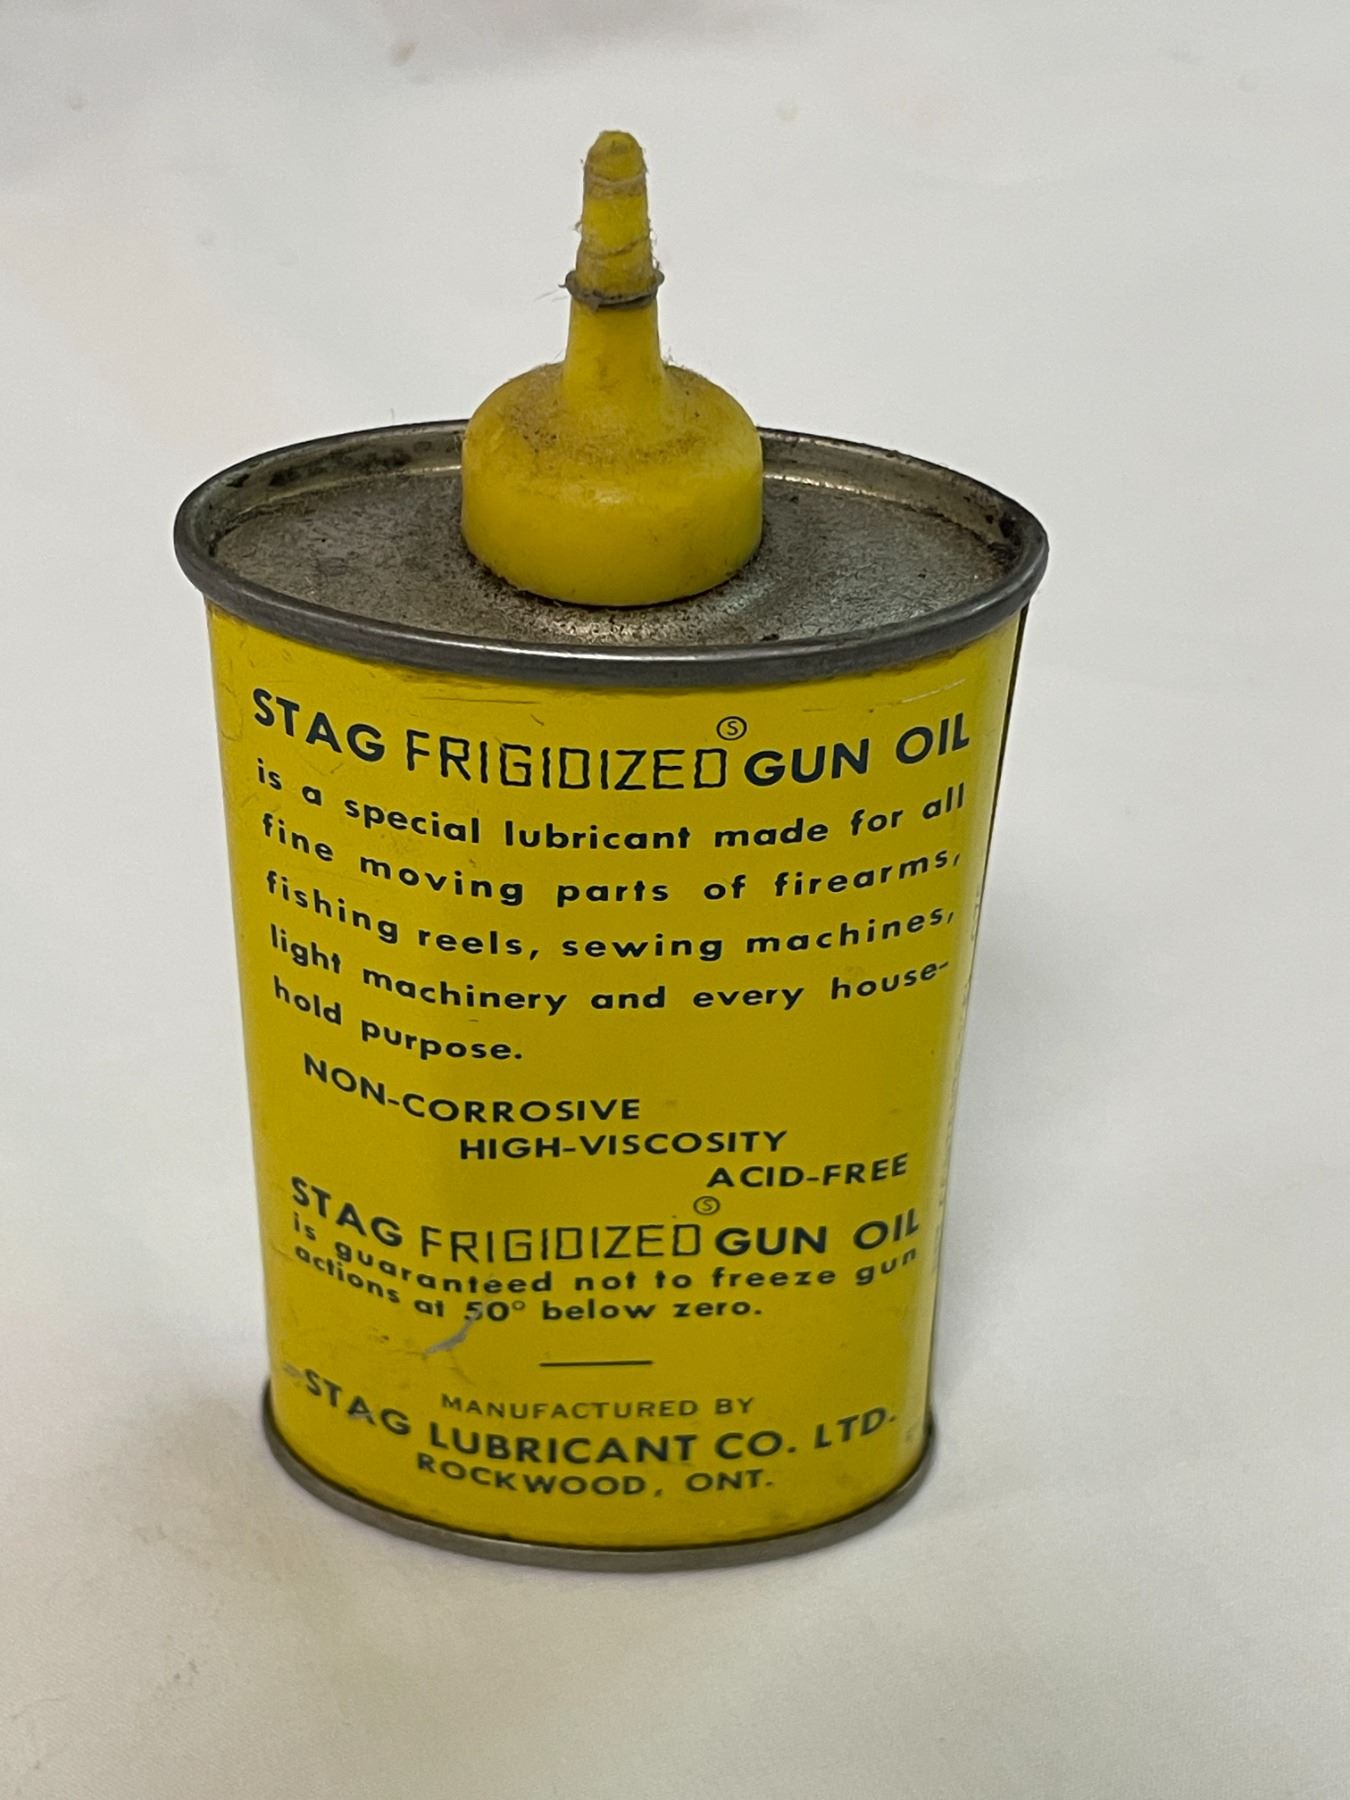 STAG FRIGIDIZED Ⓢ GUN OIL
is a special lubricant made for all
fine moving parts of firearms,
fishing reels, sewing machines,
light machinery and every house-
hold purpose.
NON-CORROSIVE
HIGH-VISCOSITY
ACID-FREE
STAG FRIGIDIZED Ⓢ GUN OIL
is guaranteed not to freeze gun
actions at 50° below zero.
MANUFACTURED BY
STAG LUBRICANT CO. LTD.
ROCKWOOD, ONT.